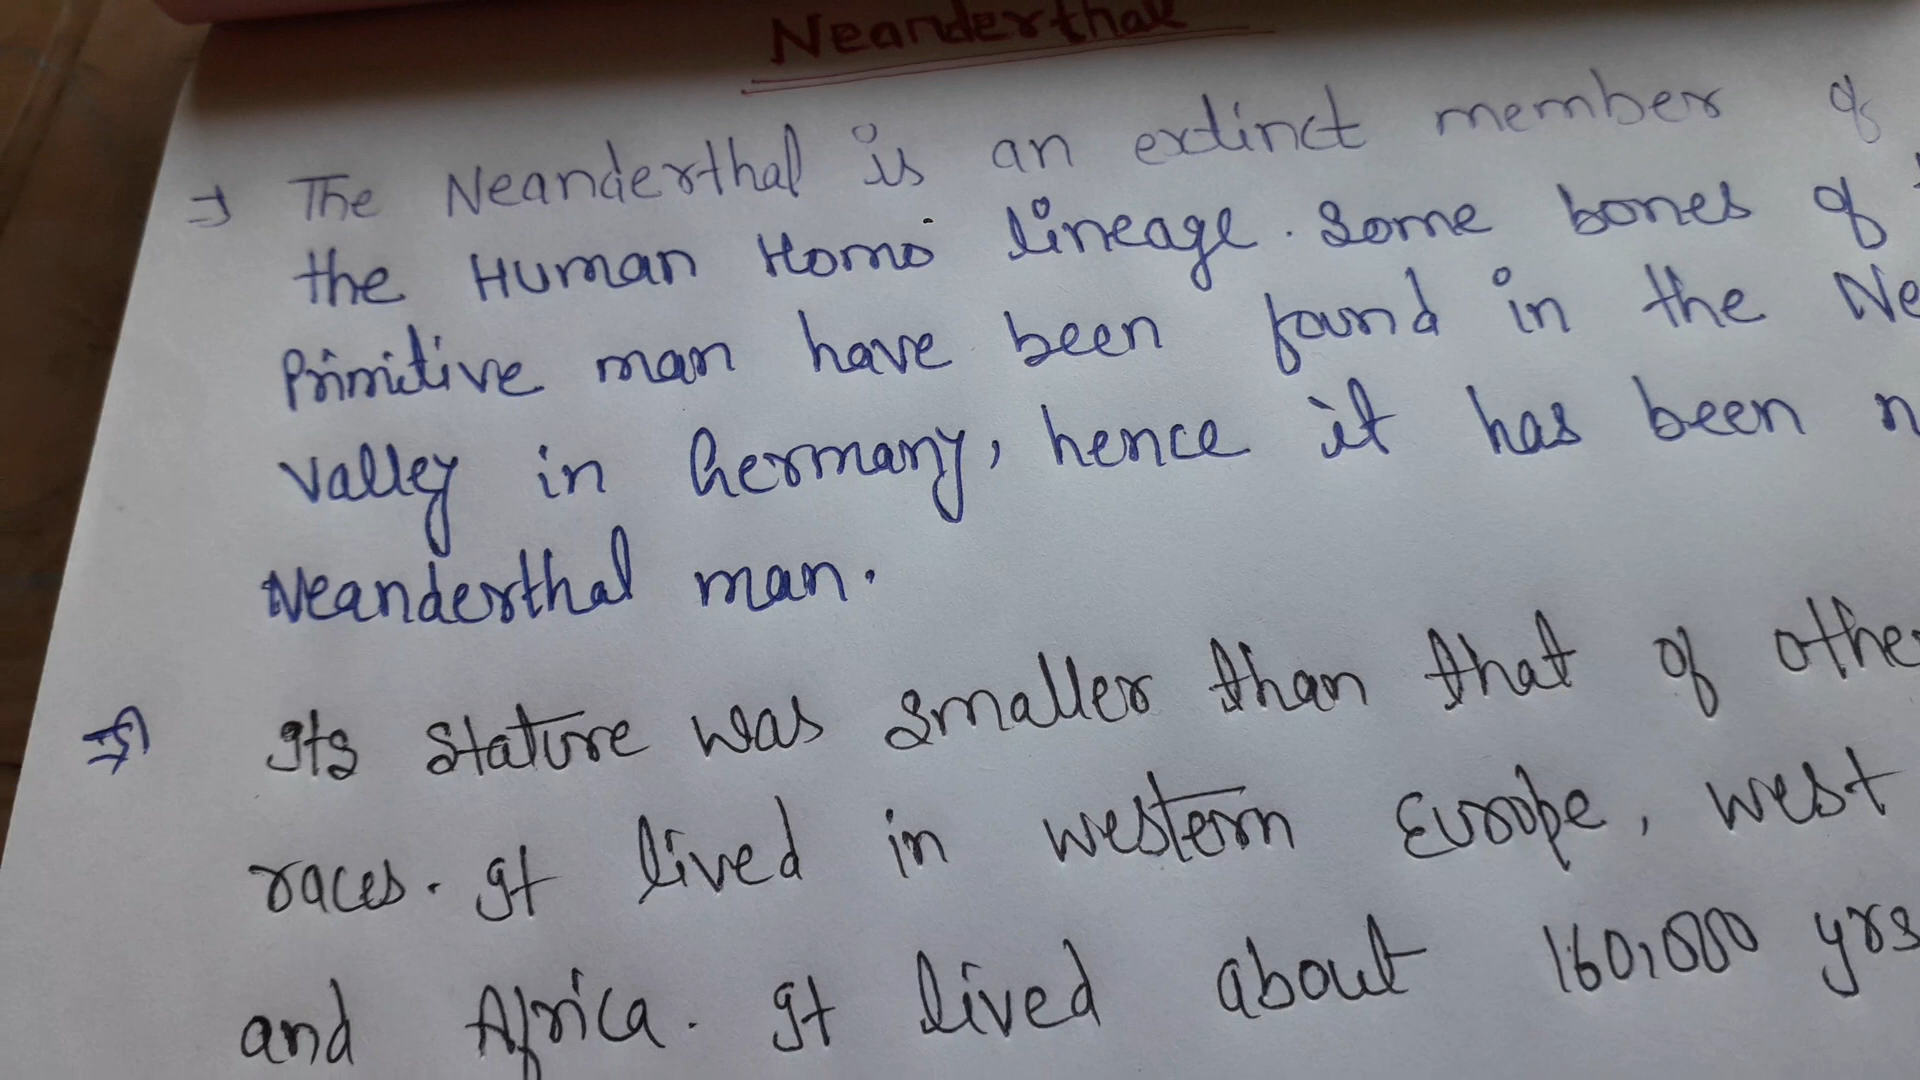 Neanderthal
→ The Neanderthal is an extinct member of
the Human Homo lineage. Some bones of
Primitive man have been found in the Ne
valley in Germany, hence it has been n
Neanderthal man.
⇒ Its stature was smaller than that of othe
races. It lived in western Europe, west
and Africa. It lived about 160,000 yrs